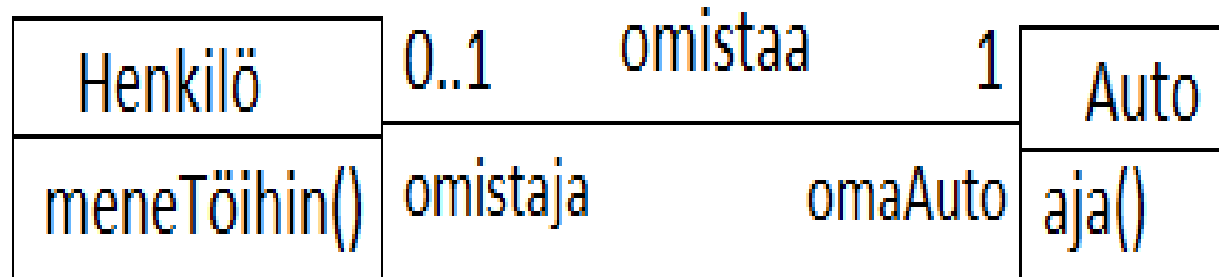 Henkilö
meneTöihin()
0..1 omistaa 1
omistaja omaAuto
Auto
aja()